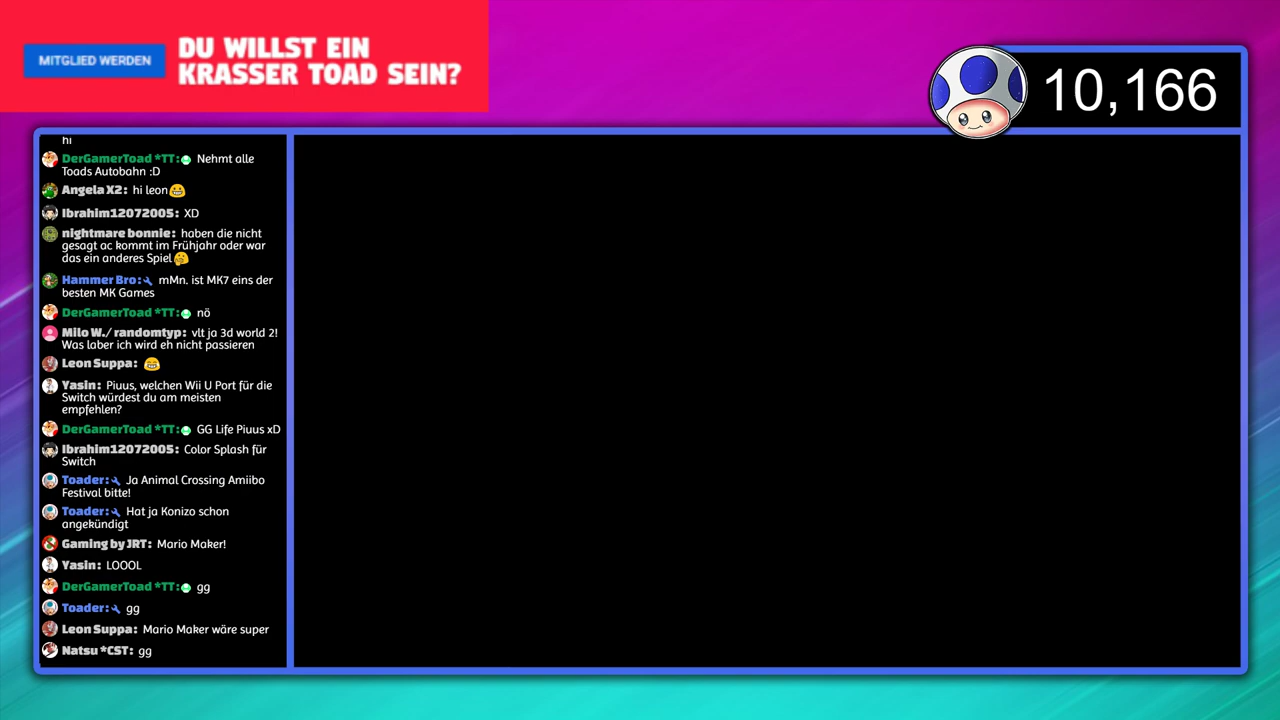 MITGLIED WERDEN
DU WILLST EIN
KRASSER TOAD SEIN?
10,166
hi
DerGamerToad *TT: Nehmt alle
Toads Autobahn :D
Angela X2: hi leon😀
Ibrahim12072005: XD
nightmare bonnie: haben die nicht
gesagt ac kommt im Frühjahr oder war
das ein anderes Spiel🤔
Hammer Bro: mMn. ist MK7 eins der
besten MK Games
DerGamerToad *TT: nö
Milo W./ randomtyp: vlt ja 3d world 2!
Was laber ich wird eh nicht passieren
Leon Suppa: 😂
Yasin: Piuus, welchen Wii U Port für die
Switch würdest du am meisten
empfehlen?
DerGamerToad *TT: GG Life Piuus xD
Ibrahim12072005: Color Splash für
Switch
Toader: Ja Animal Crossing Amiibo
Festival bitte!
Toader: Hat ja Konizo schon
angekündigt
Gaming by JRT: Mario Maker!
Yasin: LOOOL
DerGamerToad *TT: gg
Toader: gg
Leon Suppa: Mario Maker wäre super
Natsu *CST: gg